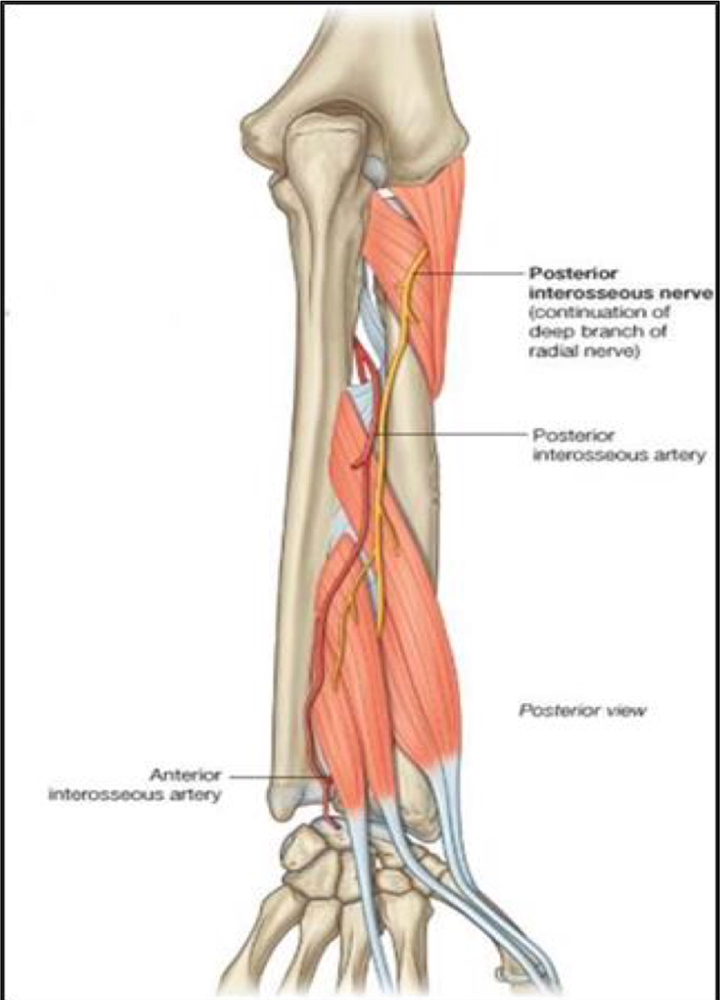 Posterior
interosseous nerve
(continuation of
deep branch of
radial nerve)
Posterior
interosseous artery
Posterior view
Anterior
interosseous artery